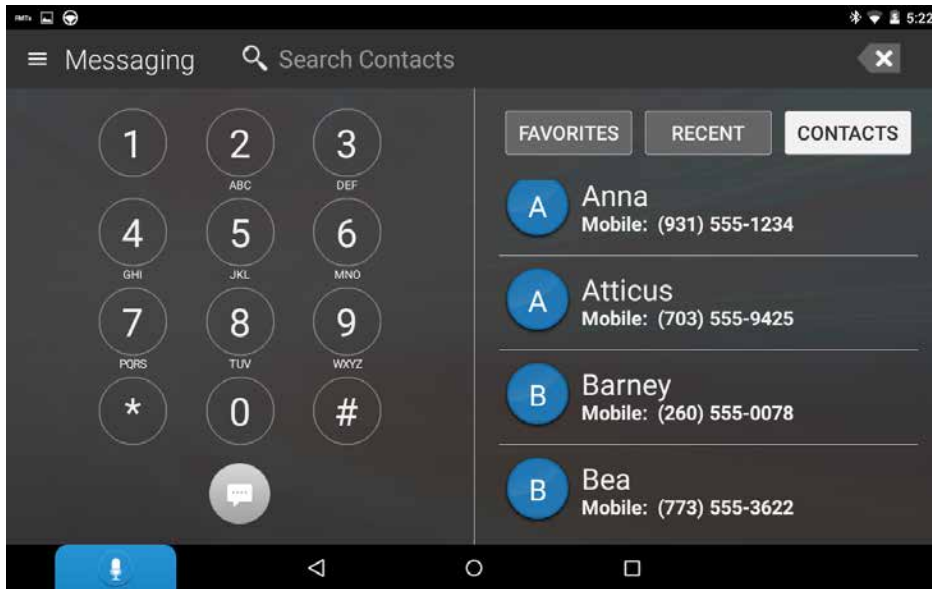 FMTx 5:22
Messaging Search Contacts
1 2 3
ABC DEF
4 5 6
GHI JKL MNO
7 8 9
PQRS TUV WXYZ
* 0 #
FAVORITES RECENT CONTACTS
A Anna
Mobile: (931) 555-1234
A Atticus
Mobile: (703) 555-9425
B Barney
Mobile: (260) 555-0078
B Bea
Mobile: (773) 555-3622